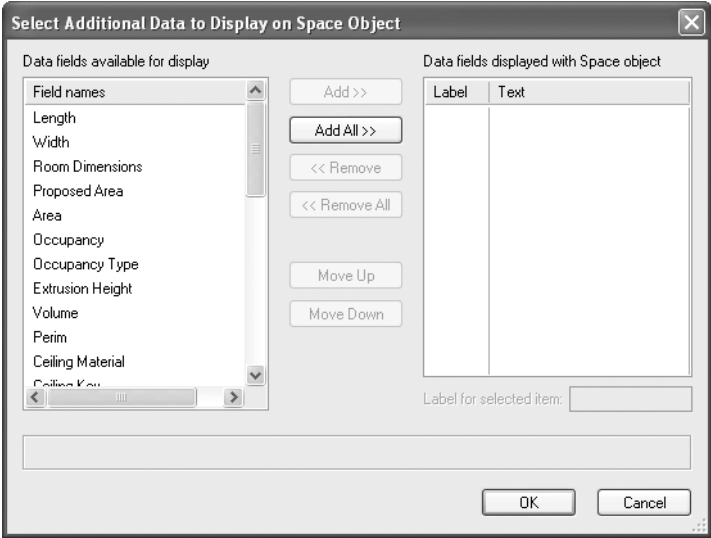 Select Additional Data to Display on Space Object
Data fields available for display
Data fields displayed with Space object
Field names
Length
Width
Room Dimensions
Proposed Area
Area
Occupancy
Occupancy Type
Extrusion Height
Volume
Perim
Ceiling Material
Ceiling Key
Add >>
Add All >>
<< Remove
<< Remove All
Move Up
Move Down
Label Text
Label for selected item:
OK Cancel